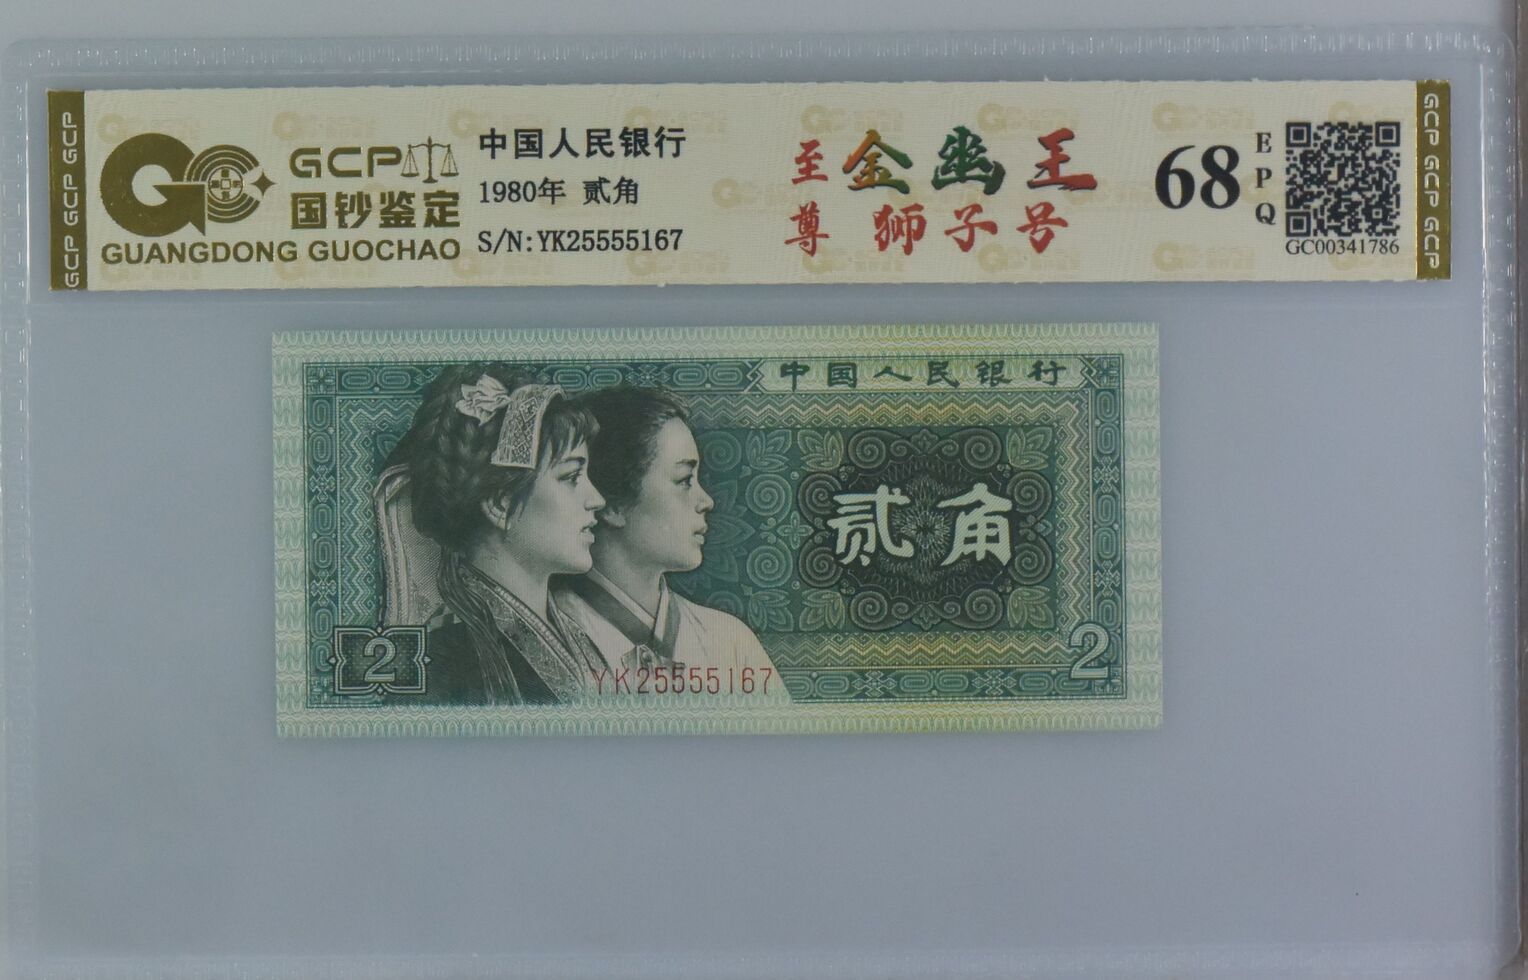 GCP GCP GCP
GCP
国钞鉴定
GUANGDONG GUOCHAO
中国人民银行
1980年 贰角
S/N:YK25555167
至尊
金幽王
狮子号
68
EPQ
GC00341786
GCP GCP GCP
中国人民银行
贰角
2
YK25555167
2